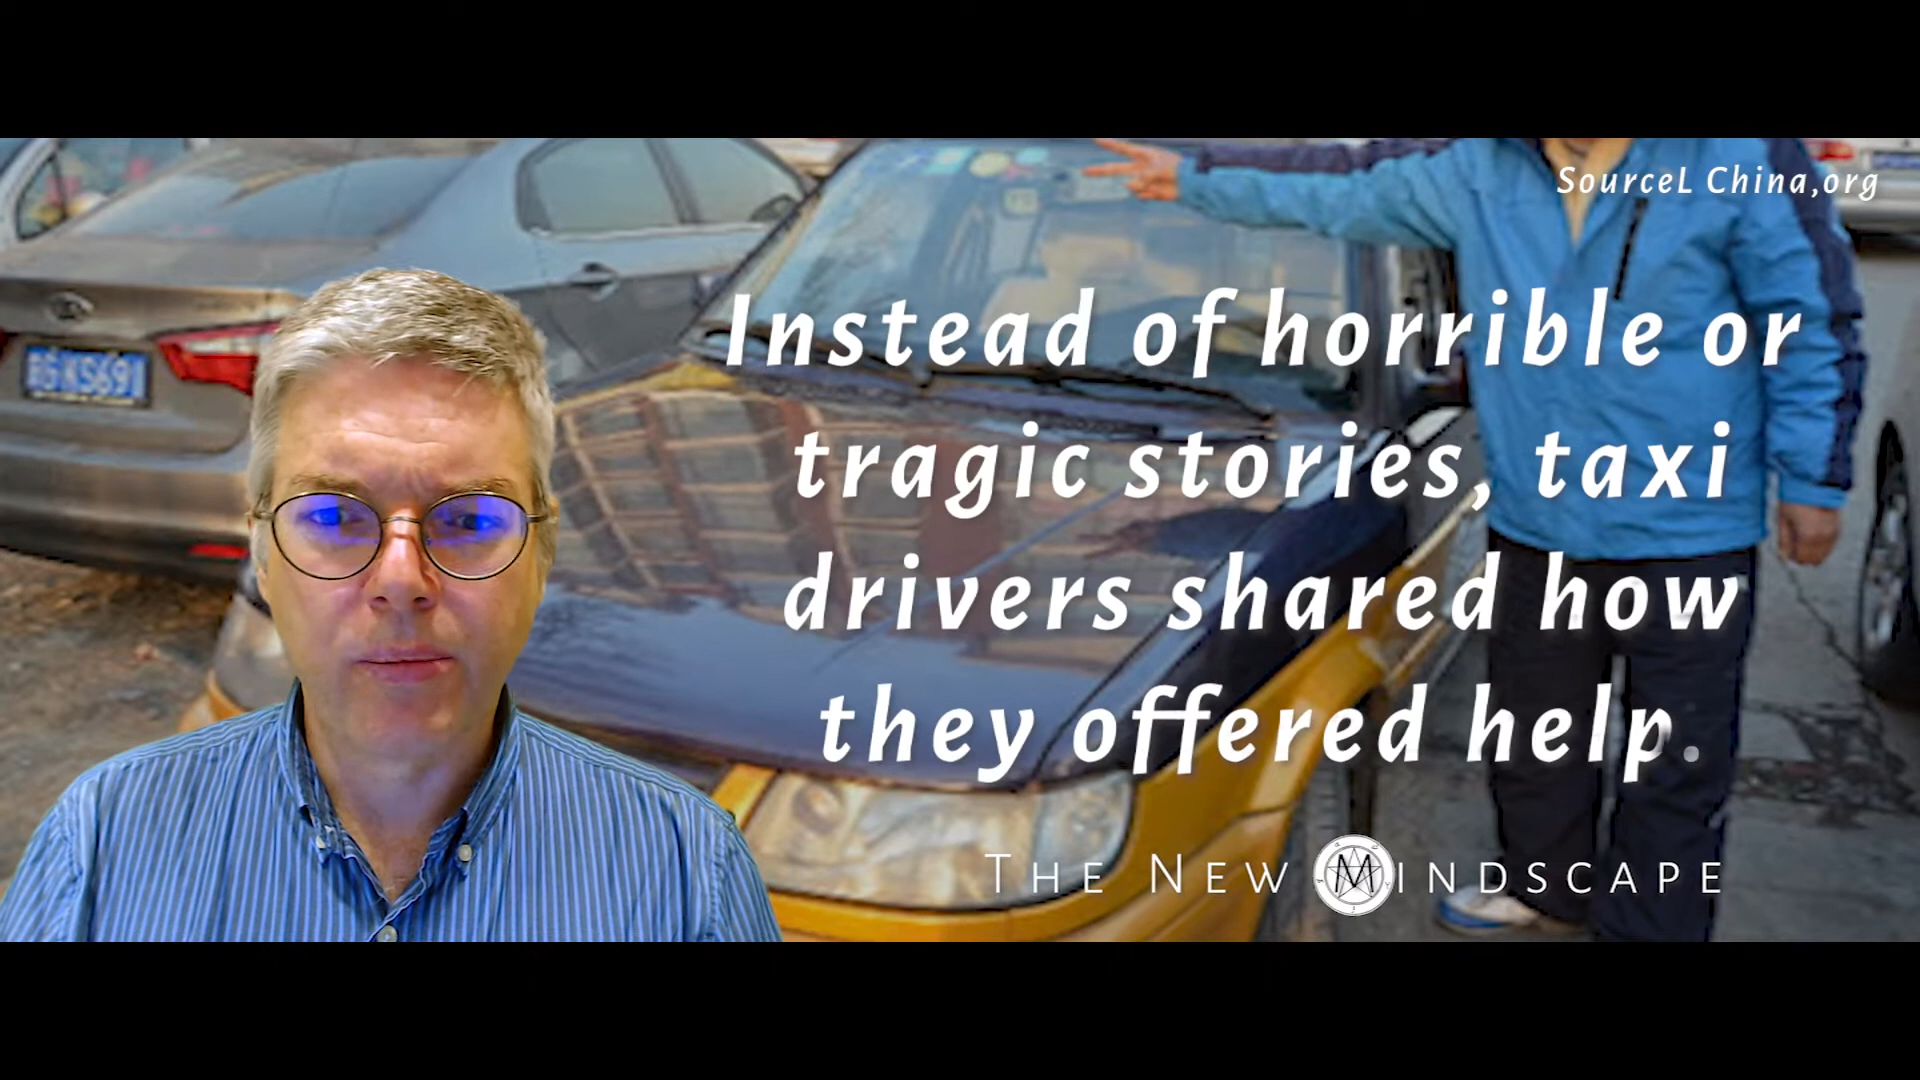 SourceL China,org
Instead of horrible or
tragic stories, taxi
drivers shared how
they offered help.
THE NEW MINDSCAPE